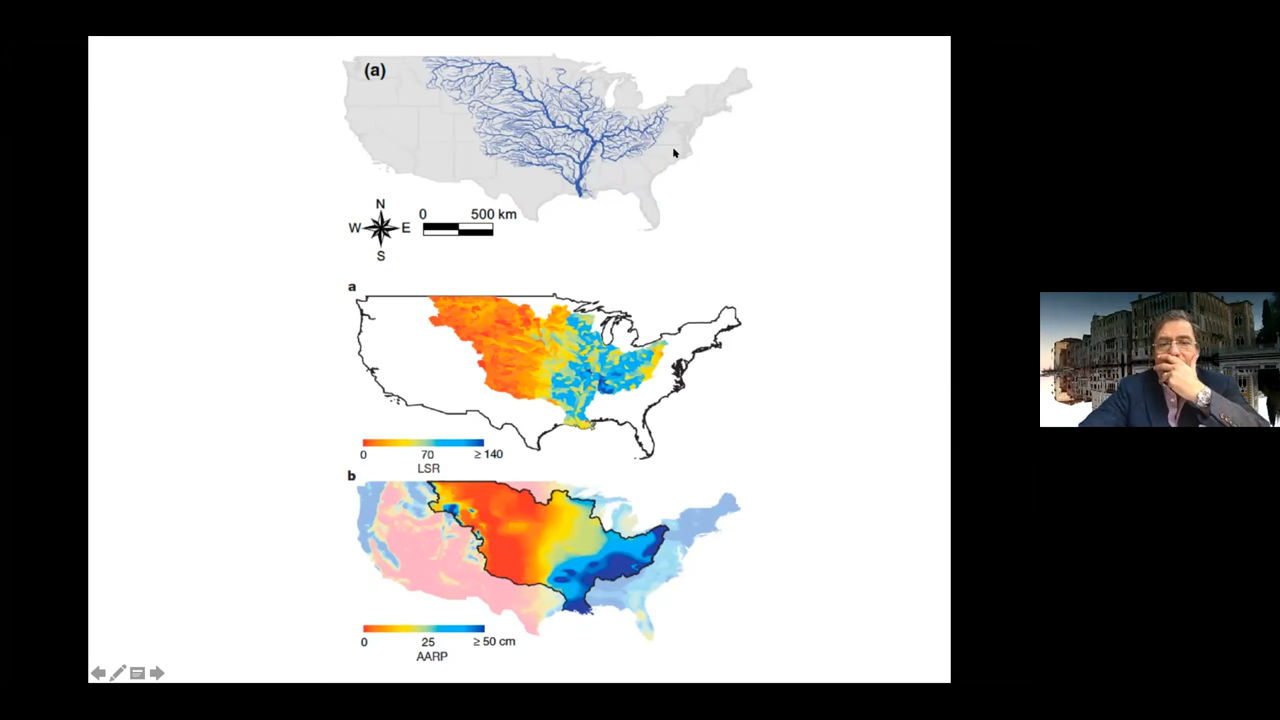 (a)
N
W E
S
0 500 km
a
0 70 ≥ 140
LSR
b
0 25 ≥ 50 cm
AARP